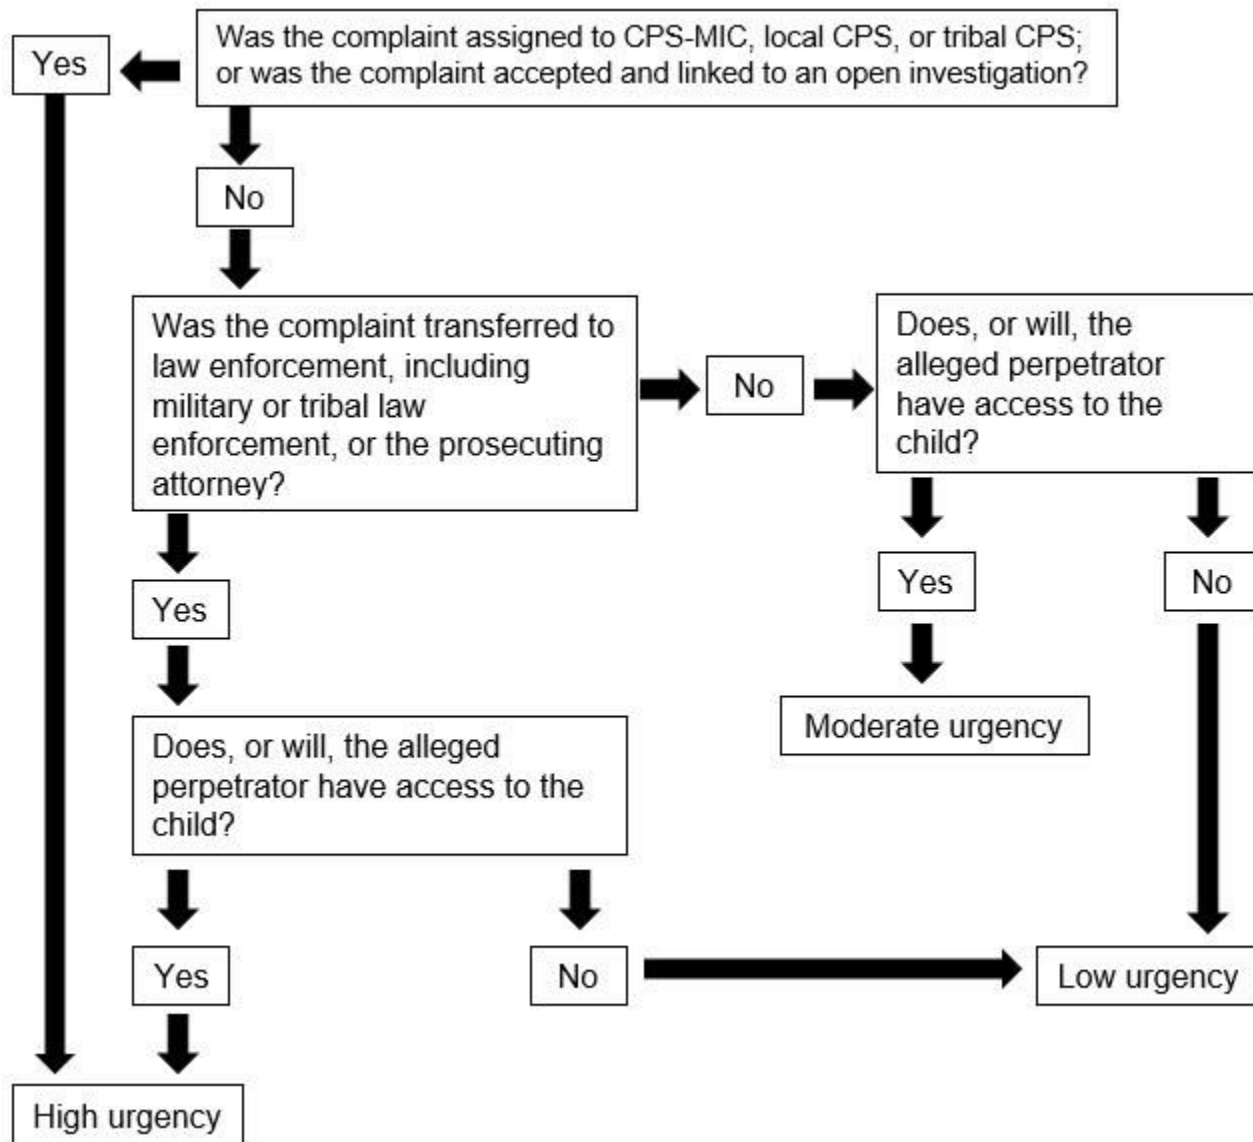 Was the complaint assigned to CPS-MIC, local CPS, or tribal CPS;
or was the complaint accepted and linked to an open investigation?
Yes
No
Was the complaint transferred to
law enforcement, including
military or tribal law
enforcement, or the prosecuting
attorney?
No
Does, or will, the
alleged perpetrator
have access to the
child?
Yes
Yes
No
Moderate urgency
Does, or will, the alleged
perpetrator have access to the
child?
Yes
No
Low urgency
High urgency